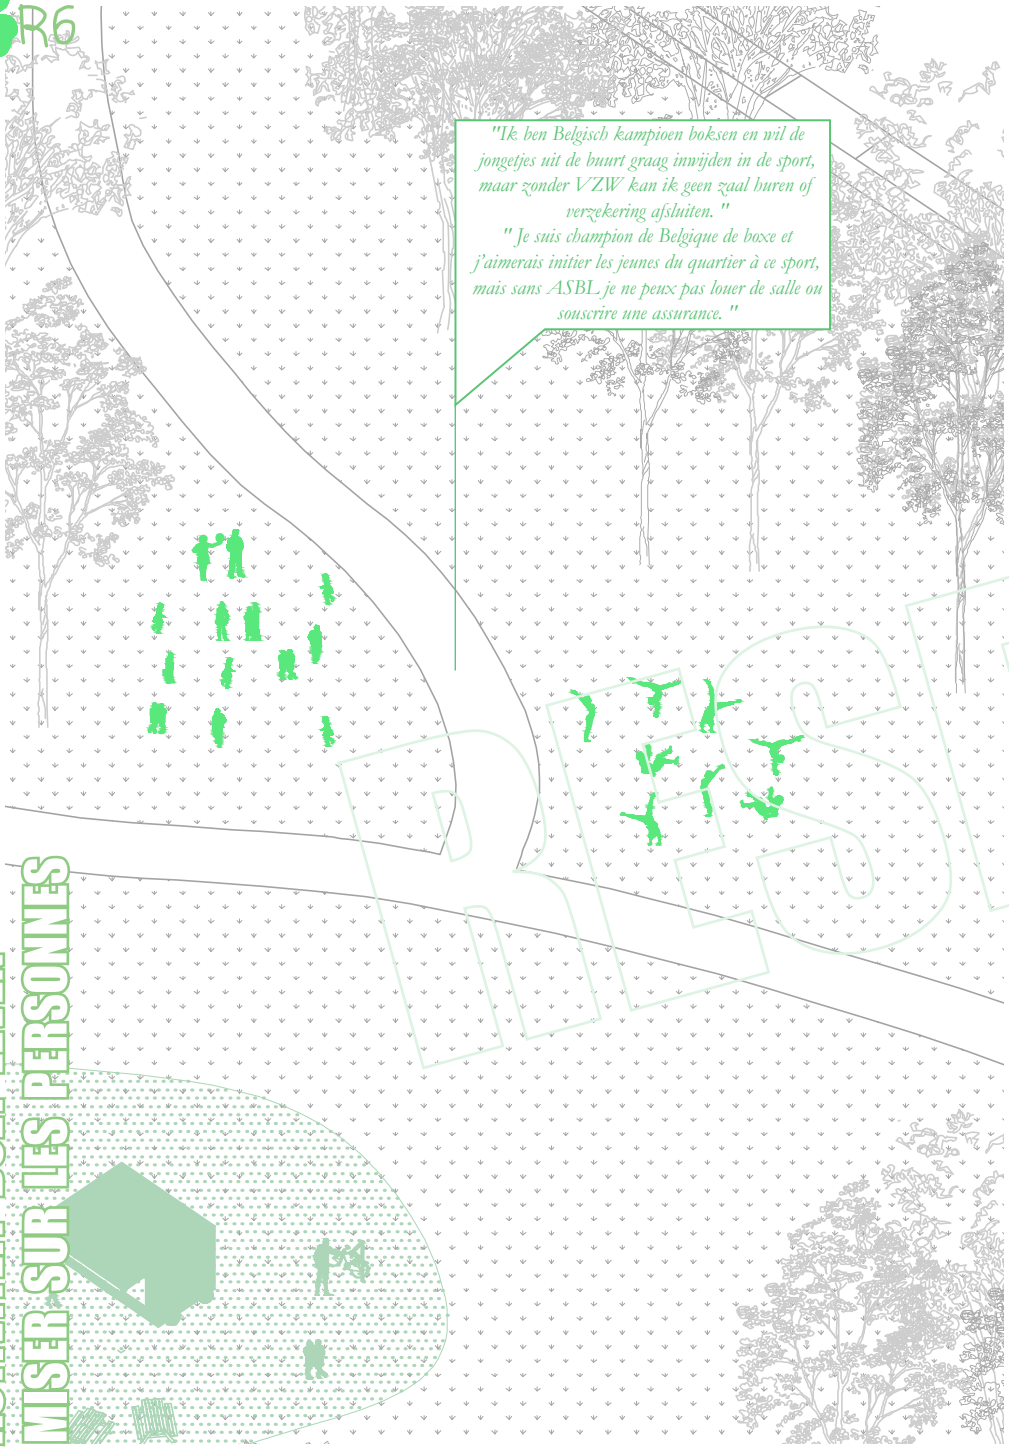 R6
"Ik ben Belgisch kampioen boksen en wil de
jongetjes uit de buurt graag inwijden in de sport,
maar zonder VZW kan ik geen zaal huren of
verzekering afsluiten. "
" Je suis champion de Belgique de boxe et
j'aimerais initier les jeunes du quartier à ce sport,
mais sans ASBL je ne peux pas louer de salle ou
souscrire une assurance. "
MISER SUR LES PERSONNES